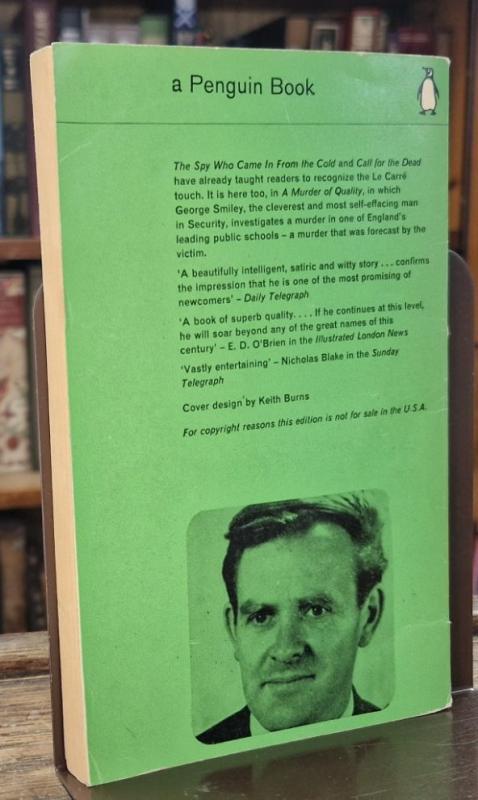 a Penguin Book
The Spy Who Came In From the Cold and Call for the Dead
have already taught readers to recognize the Le Carré
touch. It is here too, in A Murder of Quality, in which
George Smiley, the cleverest and most self-effacing man
in Security, investigates a murder in one of England's
leading public schools – a murder that was forecast by the
victim.
'A beautifully intelligent, satiric and witty story . . . confirms
the impression that he is one of the most promising of
newcomers' – Daily Telegraph
'A book of superb quality. . . . If he continues at this level,
he will soar beyond any of the great names of this
century' – E. D. O'Brien in the Illustrated London News
'Vastly entertaining' – Nicholas Blake in the Sunday
Telegraph
Cover design by Keith Burns
For copyright reasons this edition is not for sale in the U.S.A.